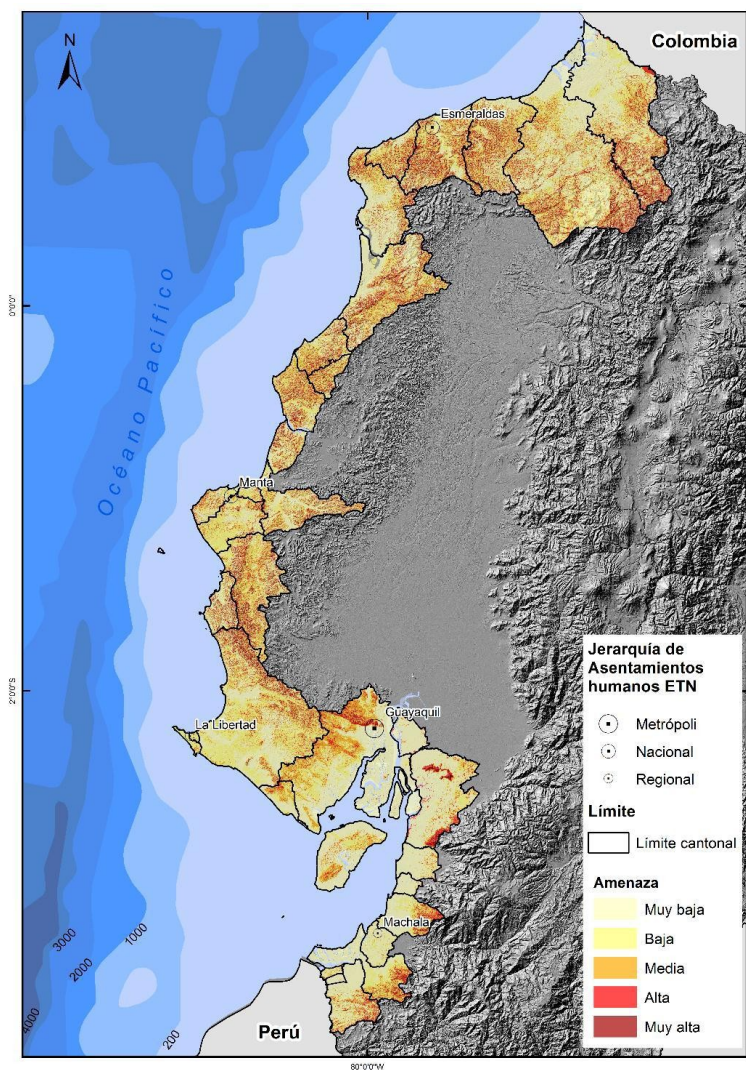 Colombia
N
Esmeraldas
0°0'0"
Océano Pacífico
Manta
2°0'S
Guayaquil
La Libertad
Machala
3000
1000
2000
4000
200
Perú
80°0'0"W
Jerarquía de
Asentamientos
humanos ETN
Metrópoli
Nacional
Regional
Límite
Límite cantonal
Amenaza
Muy baja
Baja
Media
Alta
Muy alta